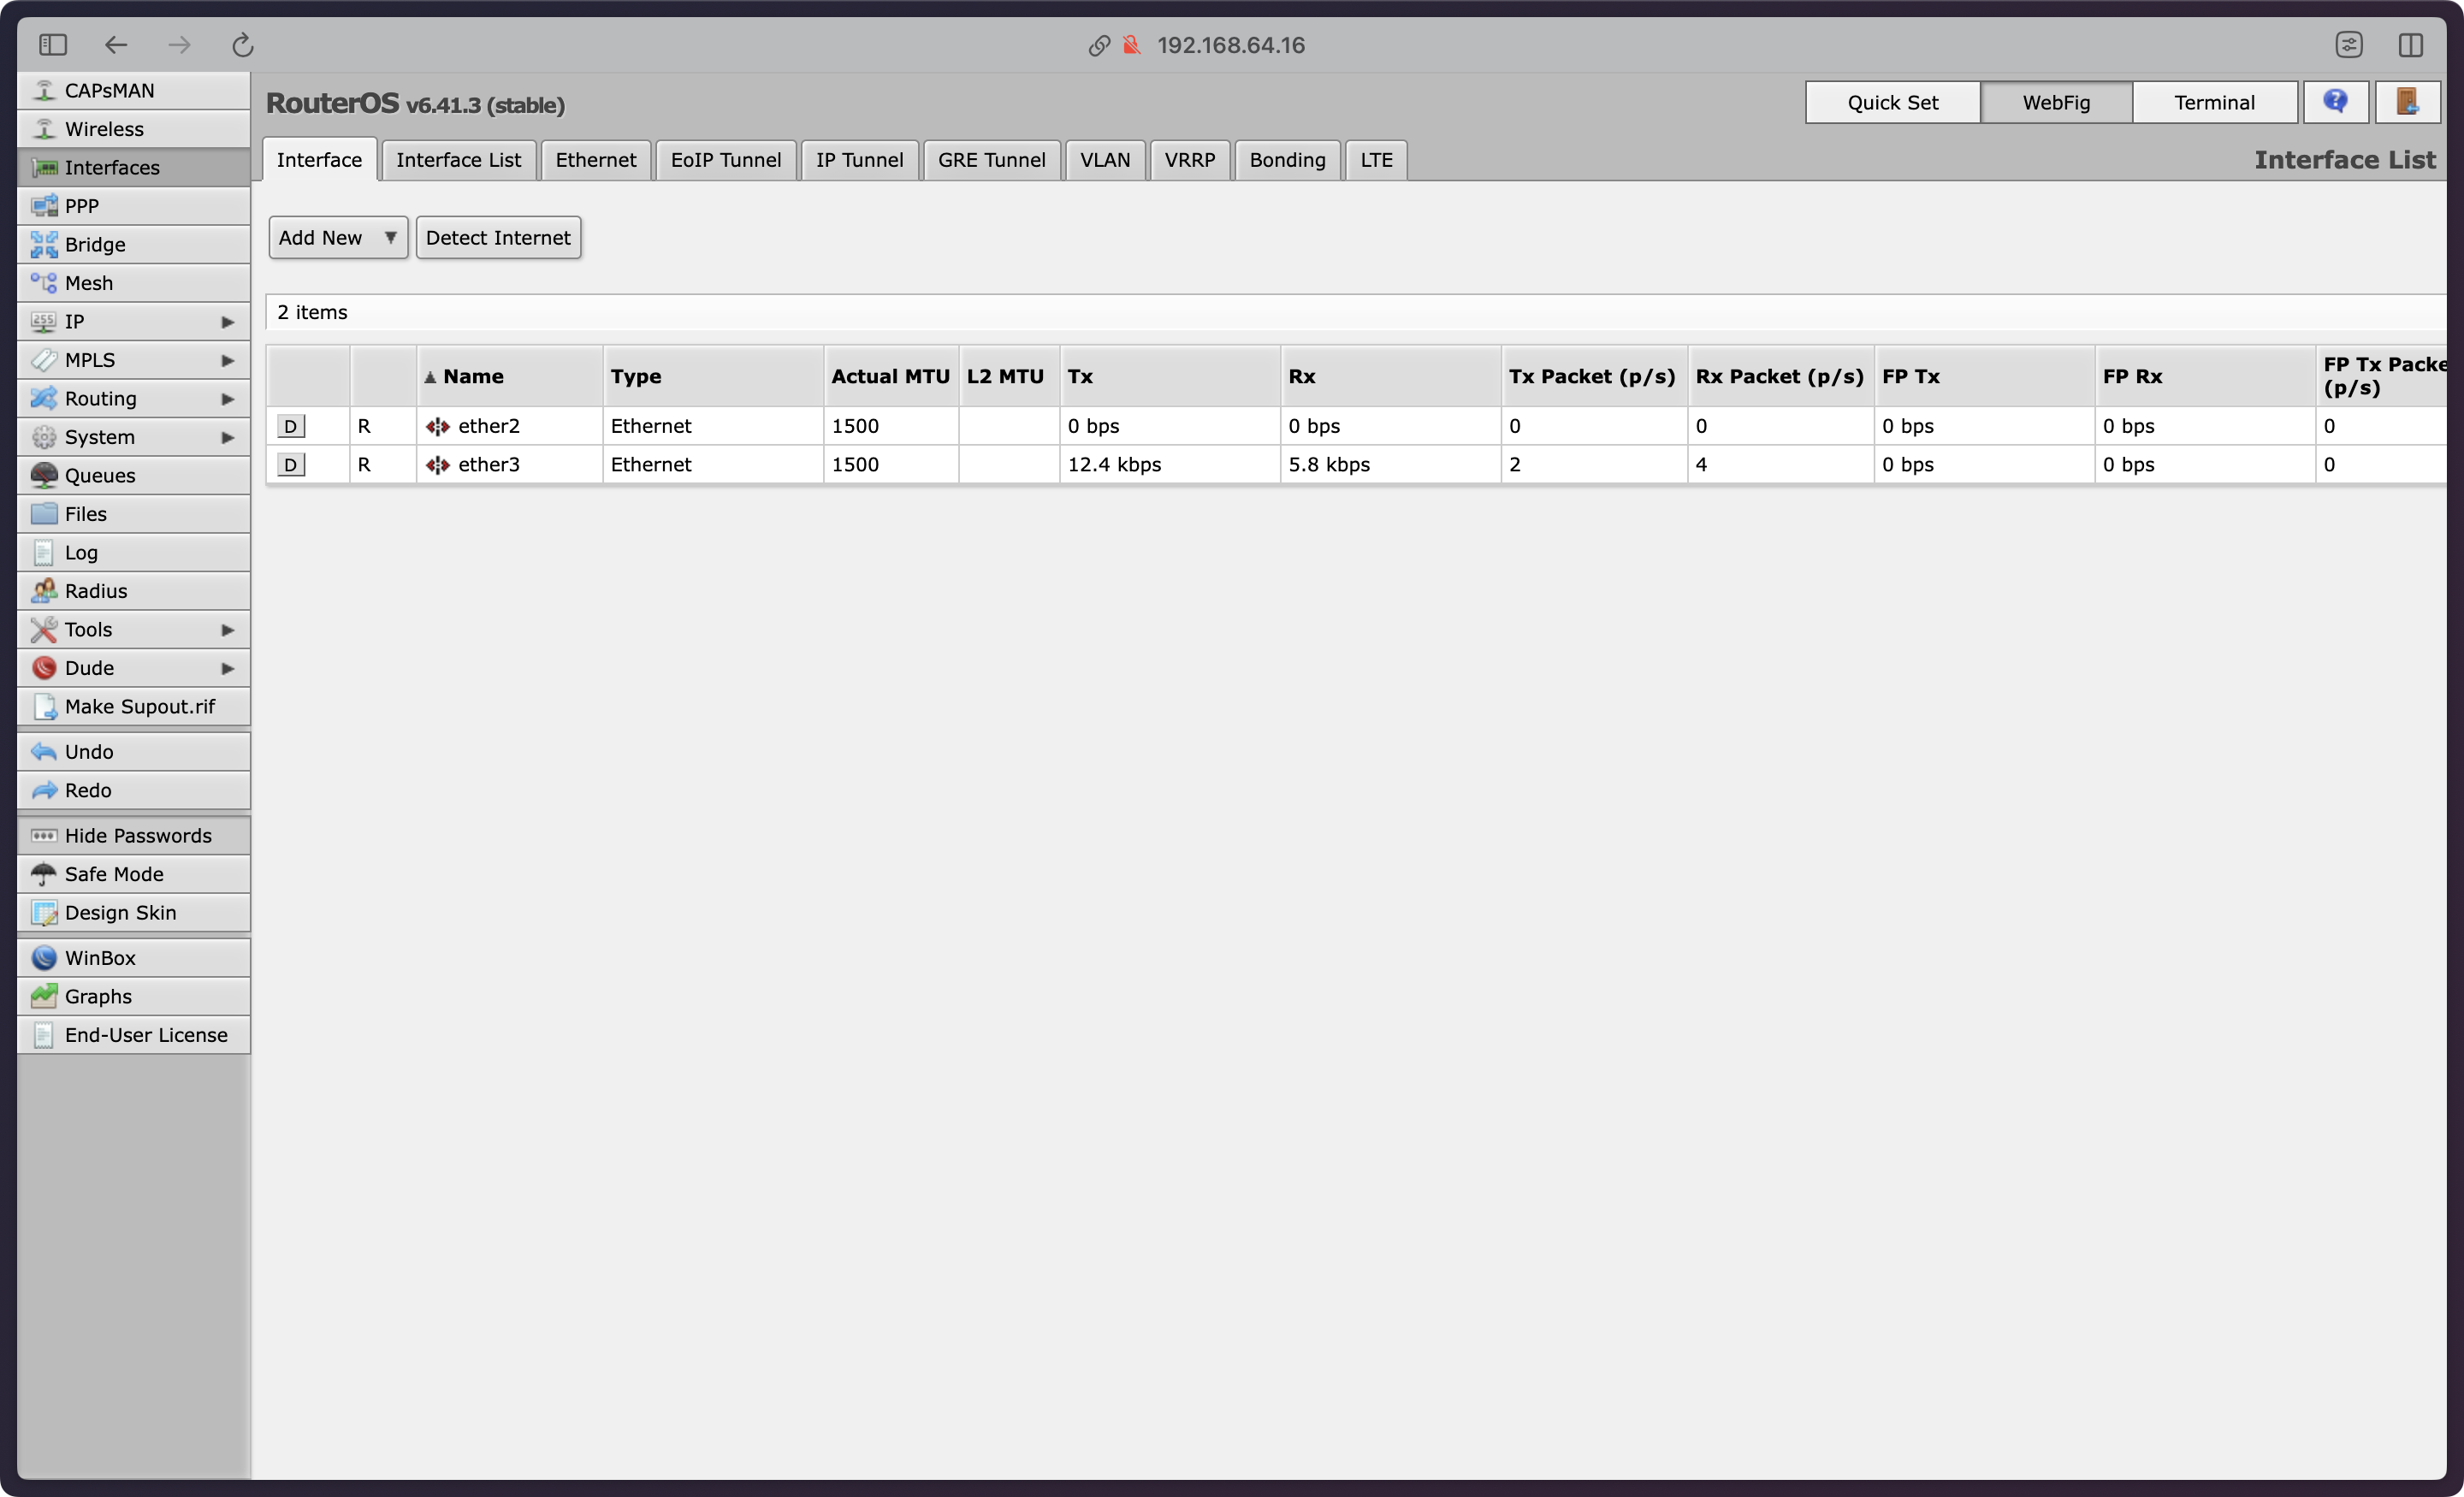 192.168.64.16
CAPsMAN
Wireless
Interfaces
PPP
Bridge
Mesh
IP
MPLS
Routing
System
Queues
Files
Log
Radius
Tools
Dude
Make Supout.rif
Undo
Redo
Hide Passwords
Safe Mode
Design Skin
WinBox
Graphs
End-User License
RouterOS v6.41.3 (stable)
Quick Set WebFig Terminal
Interface Interface List Ethernet EoIP Tunnel IP Tunnel GRE Tunnel VLAN VRRP Bonding LTE Interface List
Add New ▼ Detect Internet
2 items
▲ Name Type Actual MTU L2 MTU Tx Rx Tx Packet (p/s) Rx Packet (p/s) FP Tx FP Rx FP Tx Packe
(p/s)
D R ether2 Ethernet 1500 0 bps 0 bps 0 0 0 bps 0 bps 0
D R ether3 Ethernet 1500 12.4 kbps 5.8 kbps 2 4 0 bps 0 bps 0